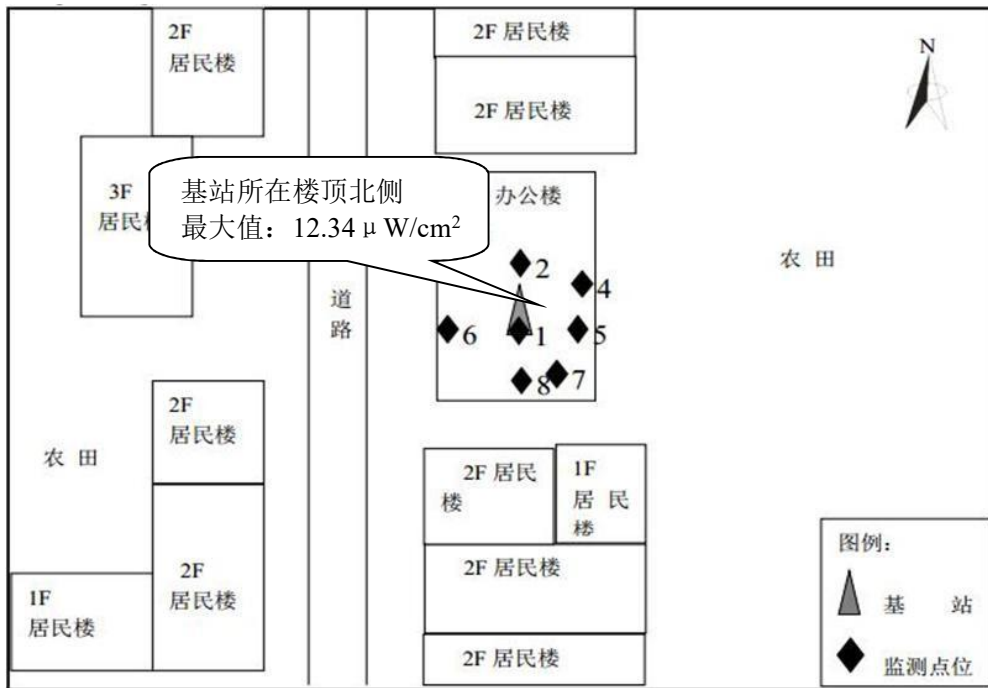 2F
居民楼
2F 居民楼
2F 居民楼
N
3F
居民
基站所在楼顶北侧
最大值：12.34 μ W/cm²
办公楼
农 田
道
路
2
4
6
1
5
8
7
2F
居民楼
农 田
2F 居民
楼
1F
居 民
楼
2F
居民楼
2F 居民楼
1F
居民楼
2F 居民楼
图例：
基 站
监测点位